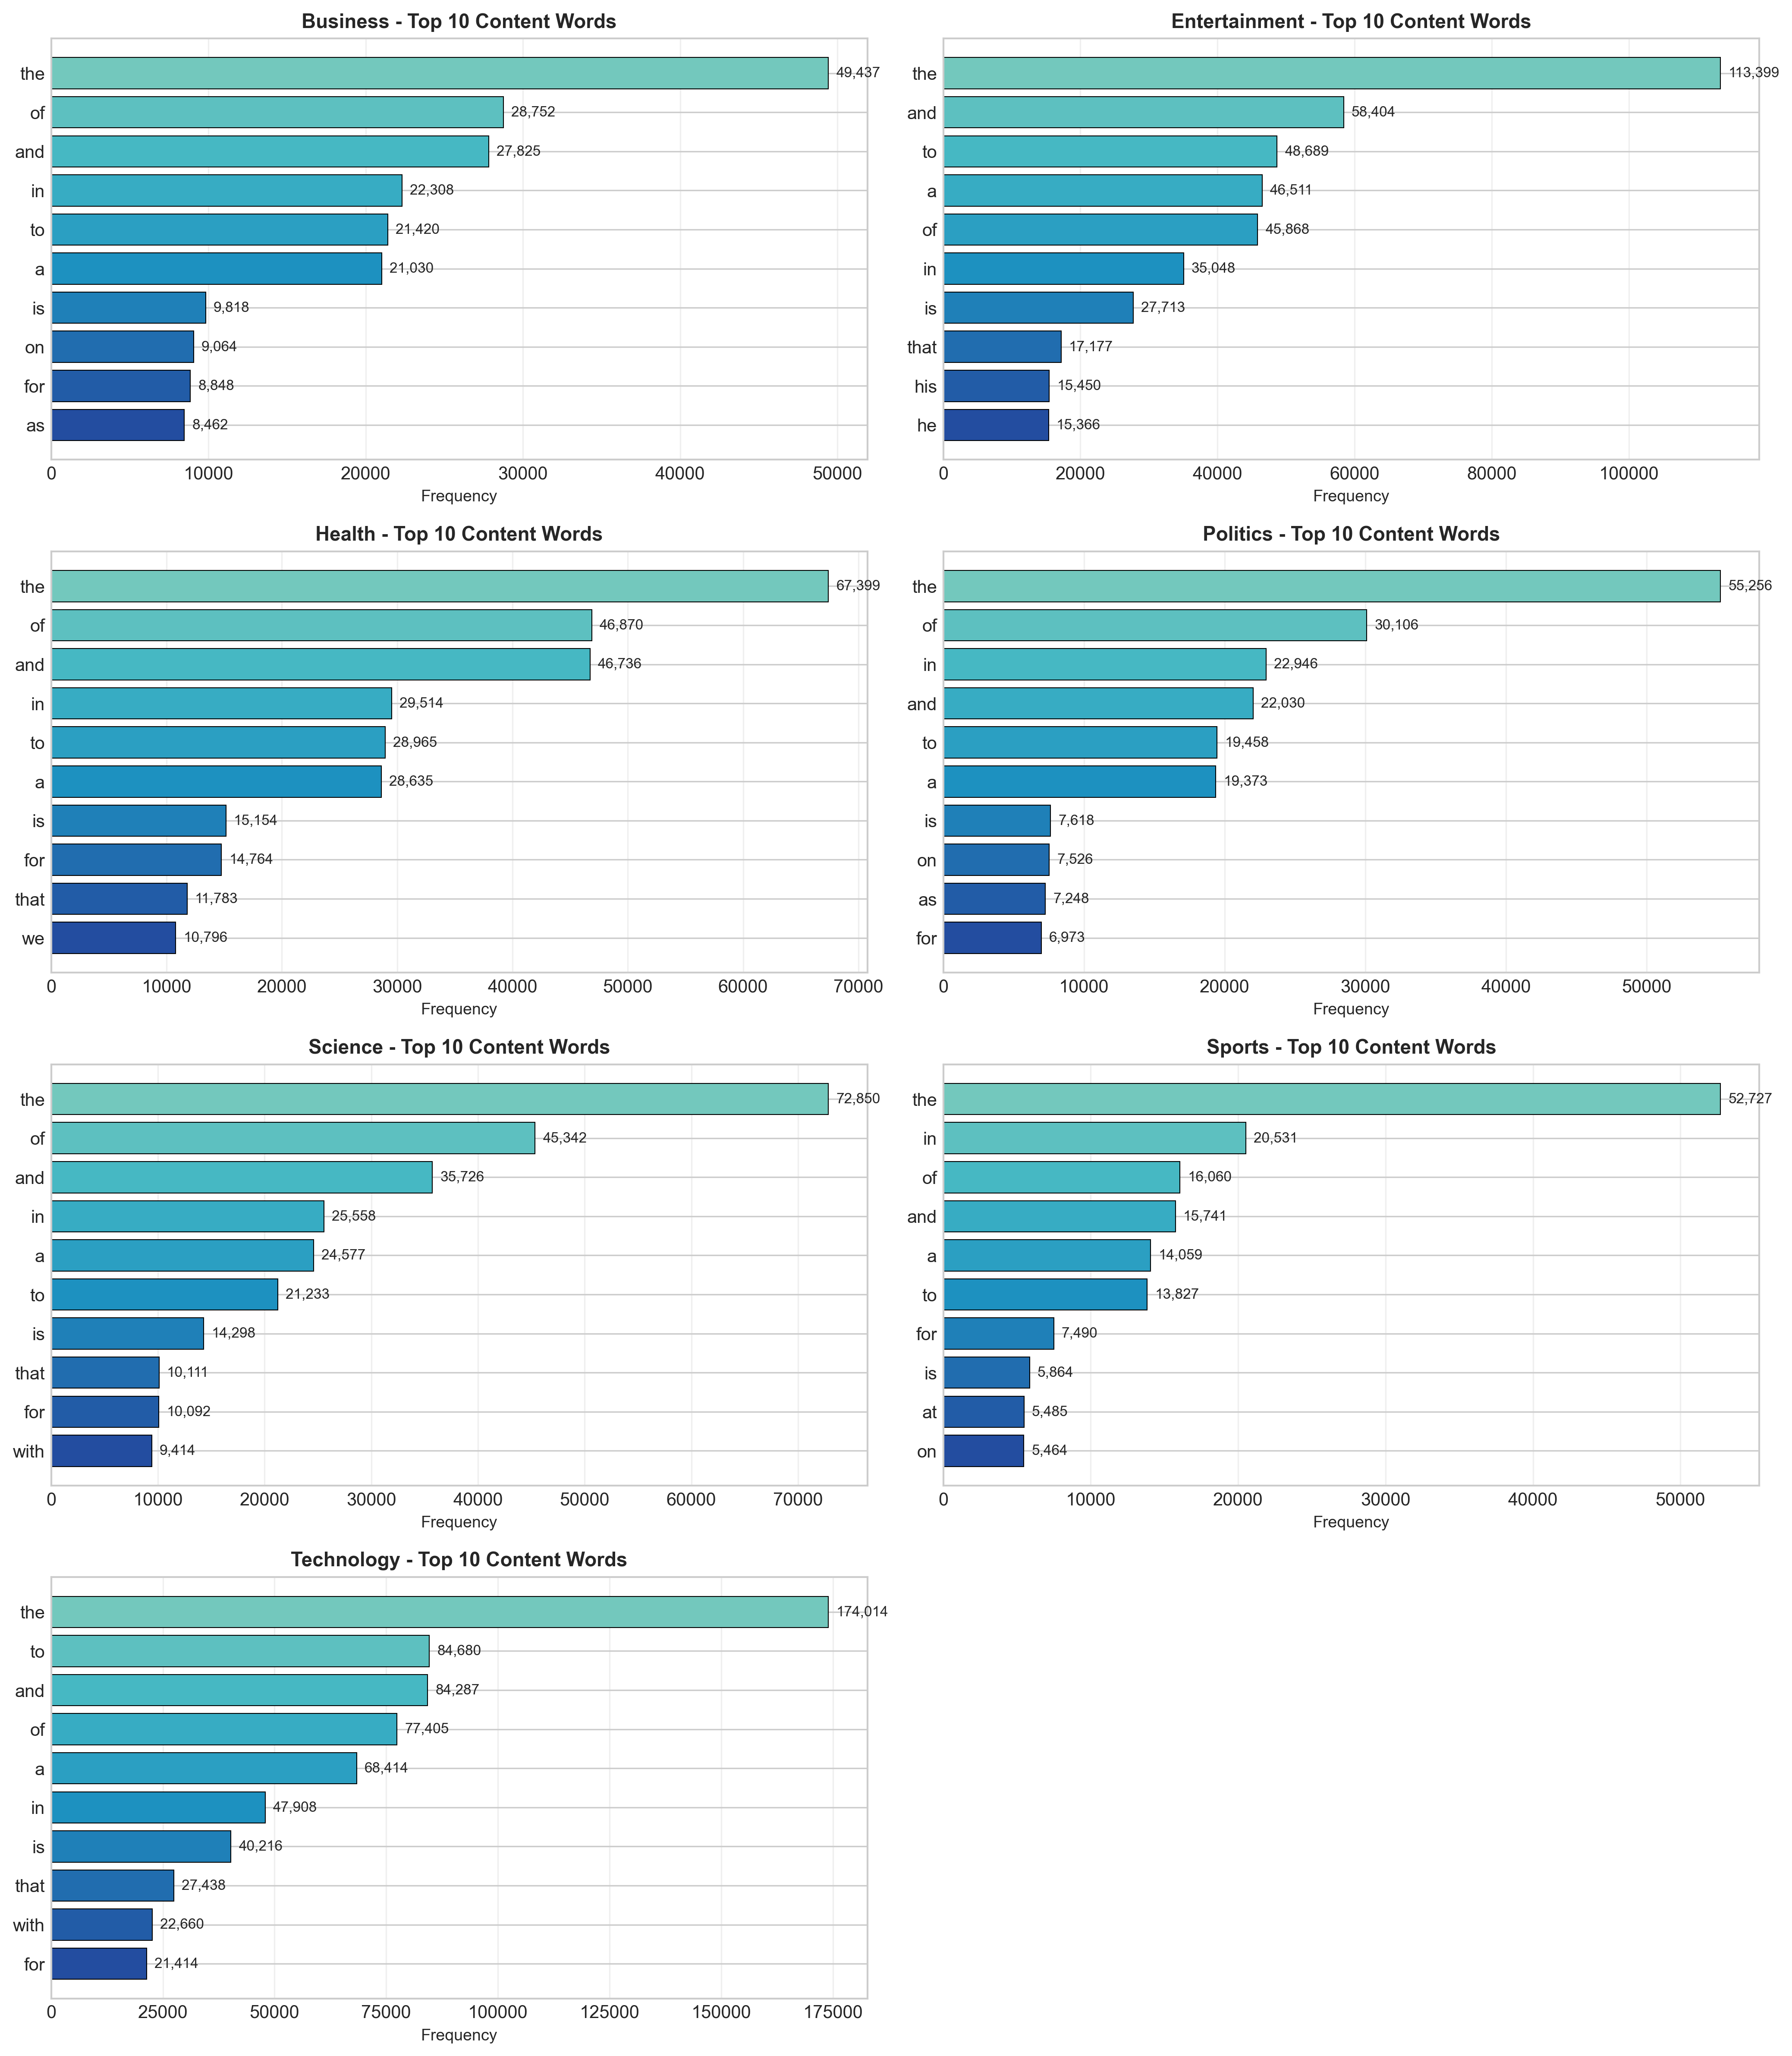 Business - Top 10 Content Words
the 49,437
of 28,752
and 27,825
in 22,308
to 21,420
a 21,030
is 9,818
on 9,064
for 8,848
as 8,462
0 10000 20000 30000 40000 50000
Frequency
Entertainment - Top 10 Content Words
the 113,399
and 58,404
to 48,689
a 46,511
of 45,868
in 35,048
is 27,713
that 17,177
his 15,450
he 15,366
0 20000 40000 60000 80000 100000
Frequency
Health - Top 10 Content Words
the 67,399
of 46,870
and 46,736
in 29,514
to 28,965
a 28,635
is 15,154
for 14,764
that 11,783
we 10,796
0 10000 20000 30000 40000 50000 60000 70000
Frequency
Politics - Top 10 Content Words
the 55,256
of 30,106
in 22,946
and 22,030
to 19,458
a 19,373
is 7,618
on 7,526
as 7,248
for 6,973
0 10000 20000 30000 40000 50000
Frequency
Science - Top 10 Content Words
the 72,850
of 45,342
and 35,726
in 25,558
a 24,577
to 21,233
is 14,298
that 10,111
for 10,092
with 9,414
0 10000 20000 30000 40000 50000 60000 70000
Frequency
Sports - Top 10 Content Words
the 52,727
in 20,531
of 16,060
and 15,741
a 14,059
to 13,827
for 7,490
is 5,864
at 5,485
on 5,464
0 10000 20000 30000 40000 50000
Frequency
Technology - Top 10 Content Words
the 174,014
to 84,680
and 84,287
of 77,405
a 68,414
in 47,908
is 40,216
that 27,438
with 22,660
for 21,414
0 25000 50000 75000 100000 125000 150000 175000
Frequency